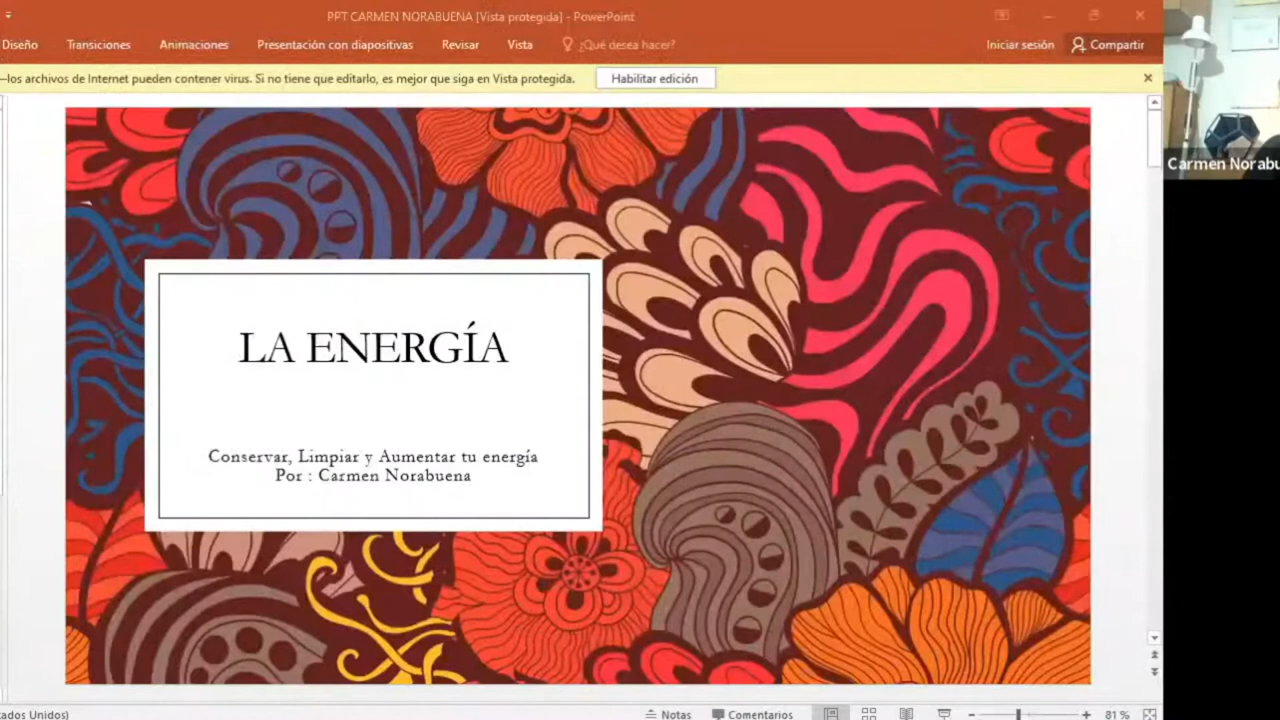 PPT CARMEN NORABUENA [Vista protegida] - PowerPoint
Diseño Transiciones Animaciones Presentación con diapositivas Revisar Vista ¿Qué desea hacer? Iniciar sesión Compartir
—los archivos de Internet pueden contener virus. Si no tiene que editarlo, es mejor que siga en Vista protegida. Habilitar edición
Carmen Norabu
LA ENERGÍA
Conservar, Limpiar y Aumentar tu energía
Por : Carmen Norabuena
tados Unidos) Notas Comentarios 81 %